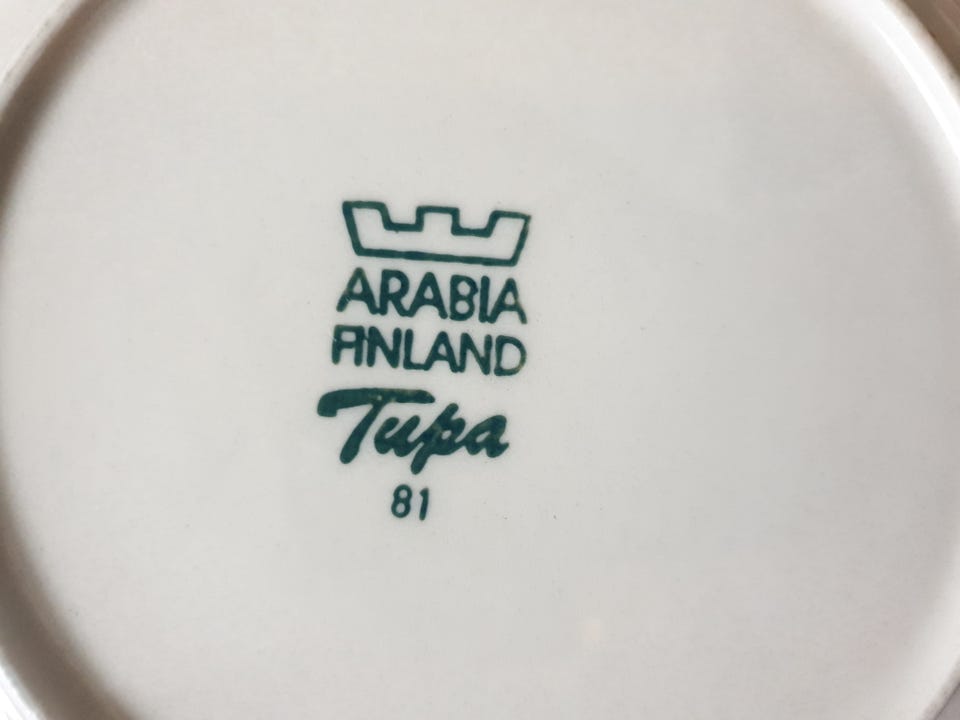 ARABIA
FINLAND
Tupa
81